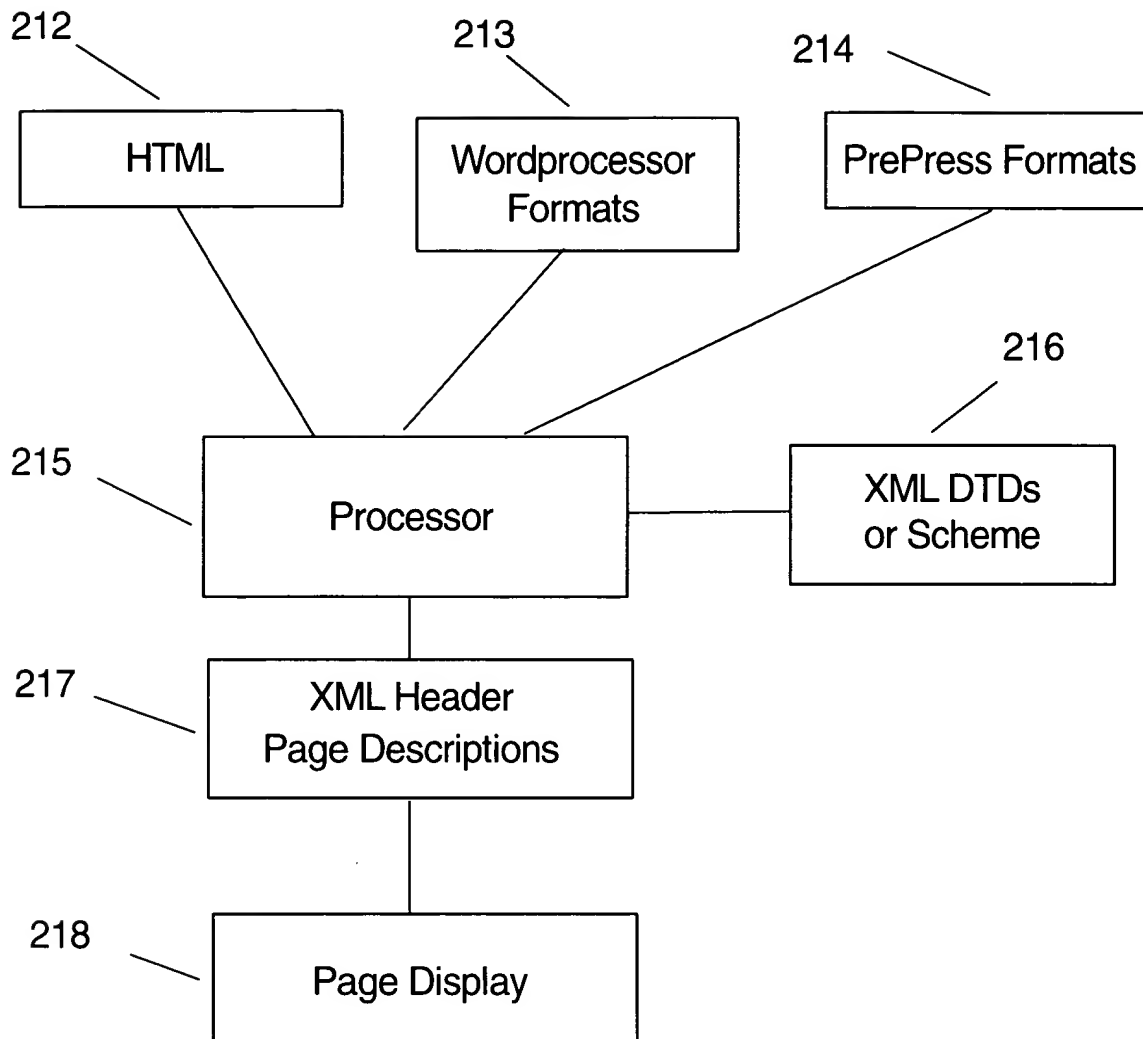 212
213
214
HTML
Wordprocessor
Formats
PrePress Formats
216
215
Processor
XML DTDs
or Scheme
217
XML Header
Page Descriptions
218
Page Display